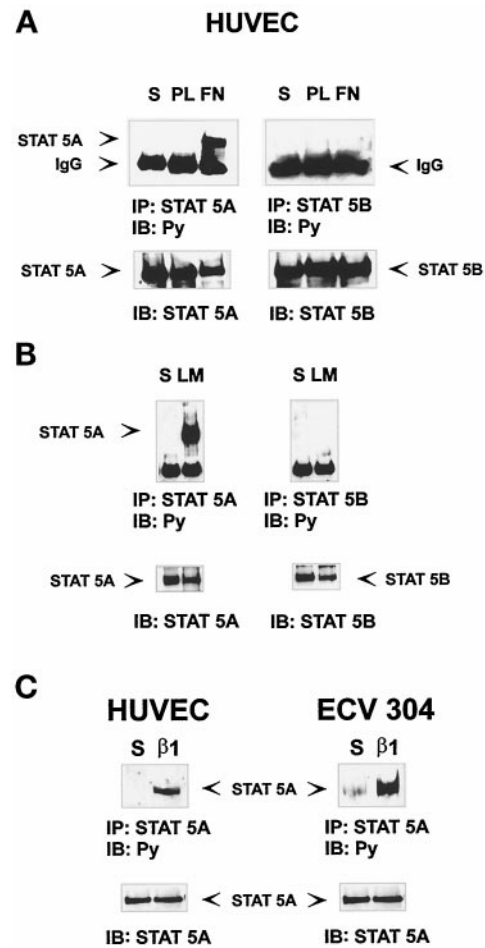 A
HUVEC
S PL FN
S PL FN
STAT 5A
IgG
IgG
IP: STAT 5A
IB: Py
IP: STAT 5B
IB: Py
STAT 5A
STAT 5B
IB: STAT 5A
IB: STAT 5B
B
S LM
S LM
STAT 5A
IP: STAT 5A
IB: Py
IP: STAT 5B
IB: Py
STAT 5A
STAT 5B
IB: STAT 5A
IB: STAT 5B
C
HUVEC
ECV 304
S β1
S β1
STAT 5A
IP: STAT 5A
IB: Py
IP: STAT 5A
IB: Py
STAT 5A
IB: STAT 5A
IB: STAT 5A